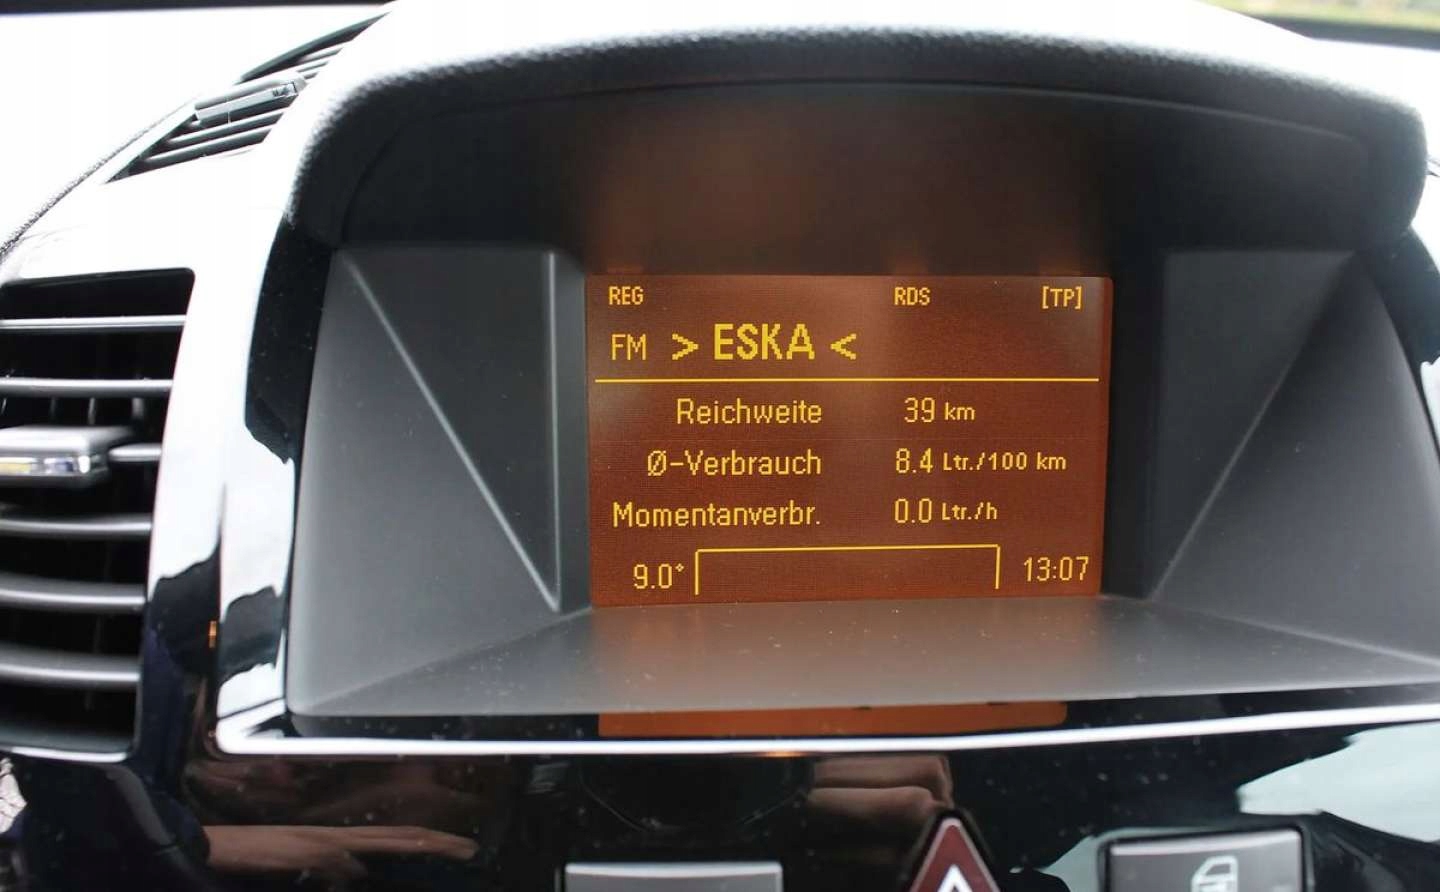 REG RDS [TP]
FM > ESKA <
Reichweite 39 km
Ø-Verbrauch 8.4 Ltr./100 km
Momentanverbr. 0.0 Ltr./h
9.0° 13:07